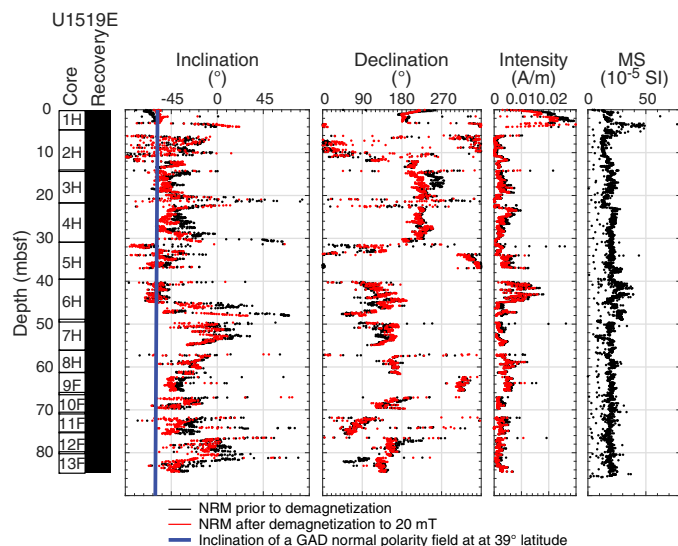 U1519E
Core
Recovery
Inclination
(°)
Declination
(°)
Intensity
(A/m)
MS
(10⁻⁵ SI)
-45 0 45
0 90 180 270
0 0.01 0.02
0 50
Depth (mbsf)
0
10
20
30
40
50
60
70
80
1H
2H
3H
4H
5H
6H
7H
8H
9F
10F
11F
12F
13F
NRM prior to demagnetization
NRM after demagnetization to 20 mT
Inclination of a GAD normal polarity field at at 39° latitude